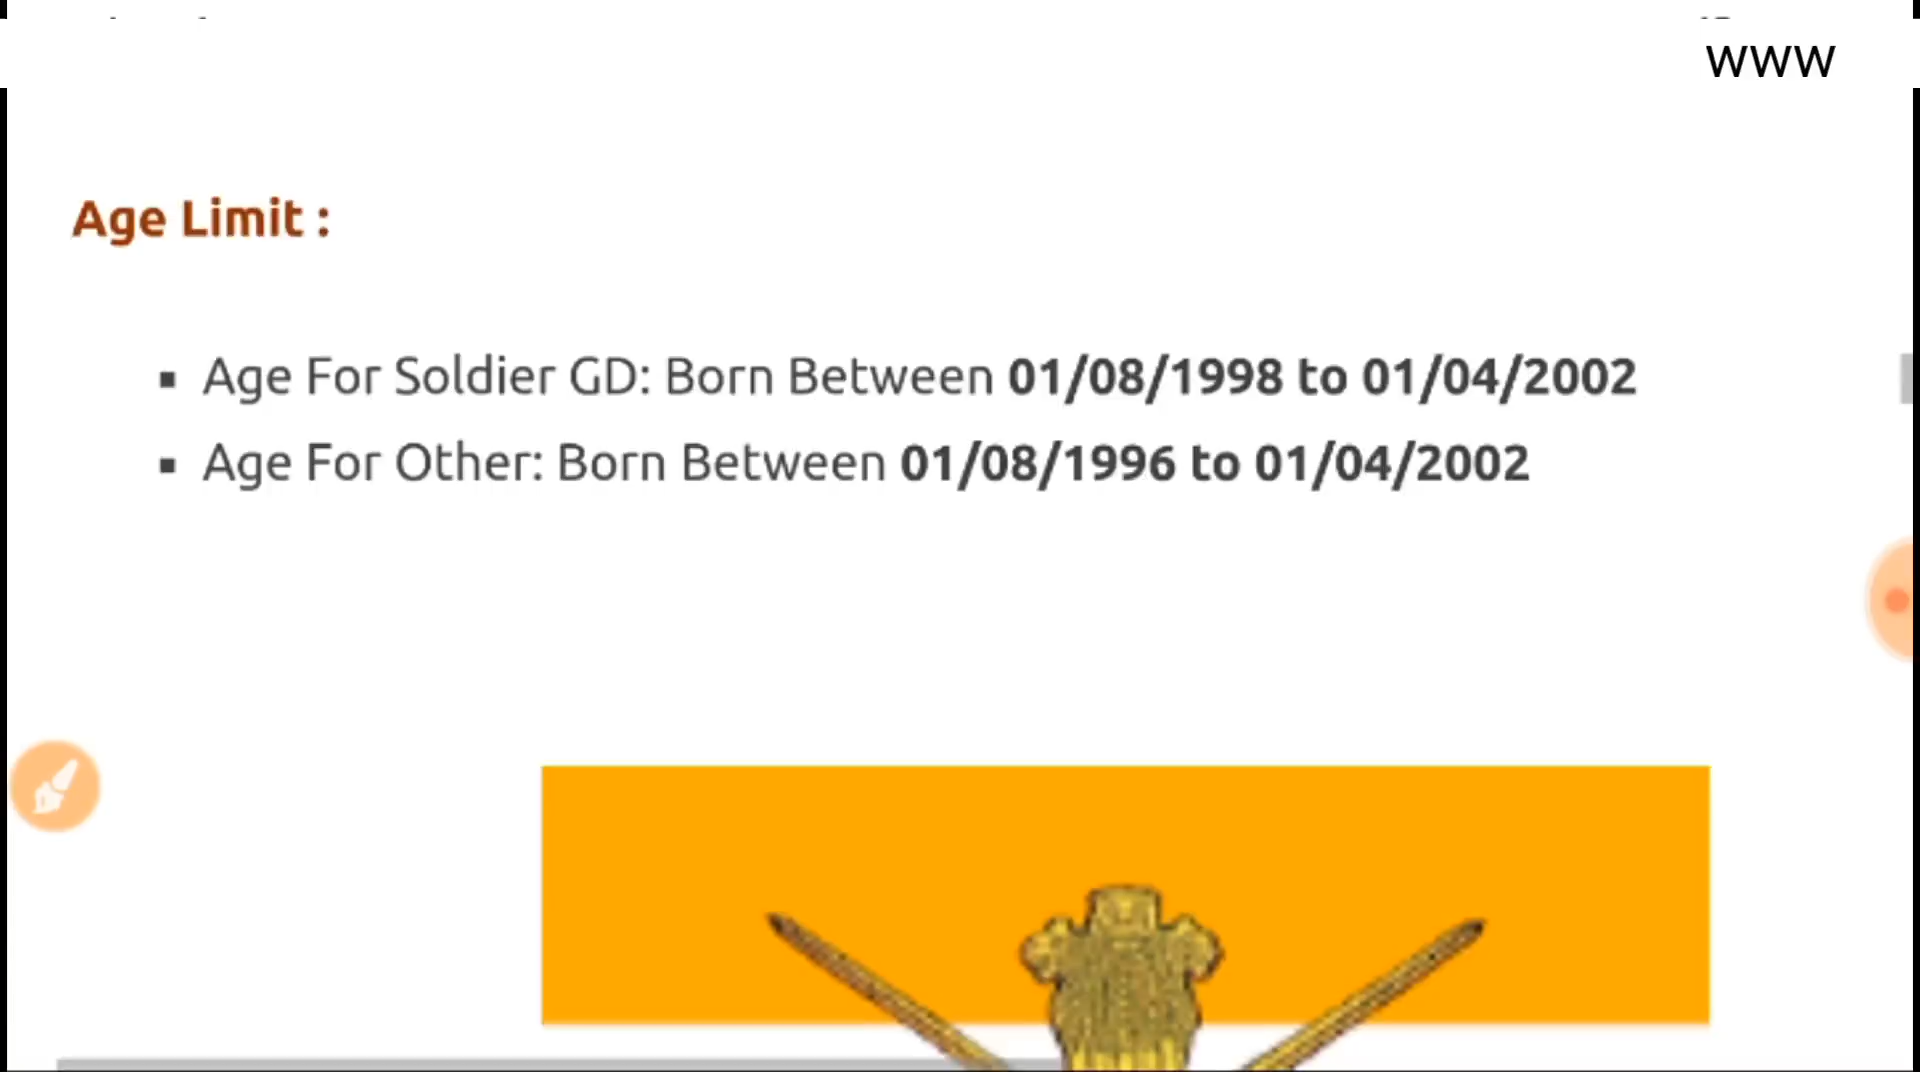 WWW
Age Limit :
Age For Soldier GD: Born Between 01/08/1998 to 01/04/2002
Age For Other: Born Between 01/08/1996 to 01/04/2002